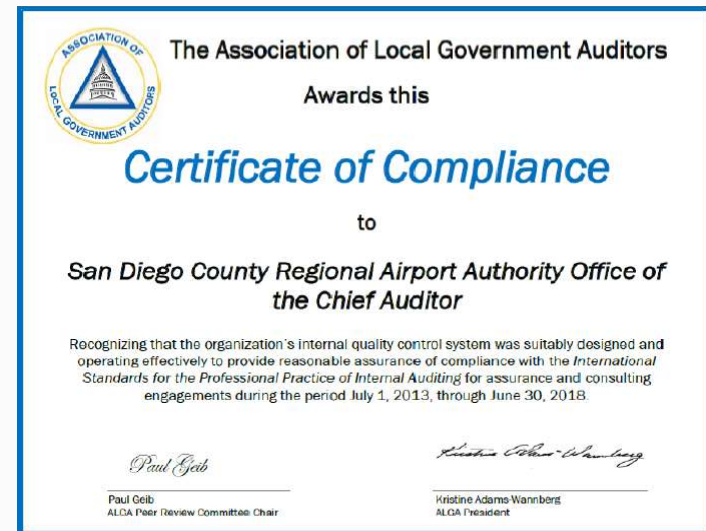 ASSOCIATION OF
LOCAL GOVERNMENT AUDITORS
The Association of Local Government Auditors
Awards this
Certificate of Compliance
to
San Diego County Regional Airport Authority Office of
the Chief Auditor
Recognizing that the organization's internal quality control system was suitably designed and
operating effectively to provide reasonable assurance of compliance with the International
Standards for the Professional Practice of Internal Auditing for assurance and consulting
engagements during the period July 1, 2013, through June 30, 2018.
Paul Geib
Kristine Adams-Wannberg
Paul Geib
ALGA Peer Review Committee Chair
Kristine Adams-Wannberg
ALGA President